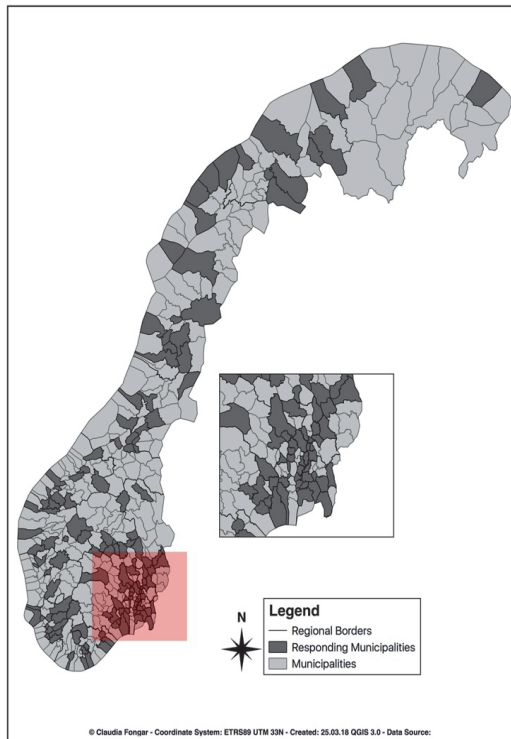 N
Legend
Regional Borders
Responding Municipalities
Municipalities
© Claudia Fongar - Coordinate System: ETRS89 UTM 33N - Created: 25.03.18 QGIS 3.0 - Data Source: